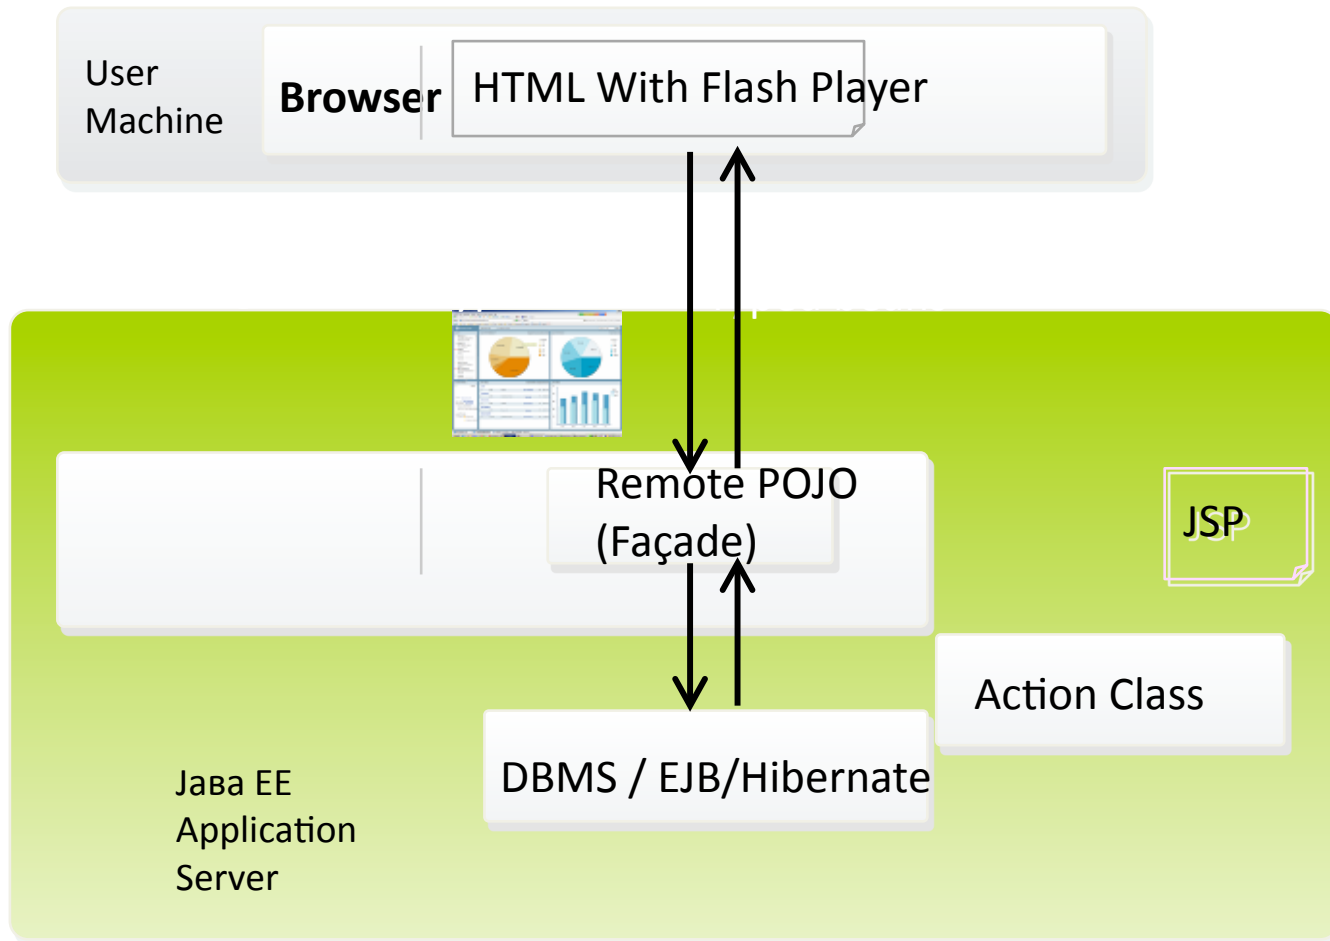 User
Machine
Browser
HTML With Flash Player
Remote POJO
(Façade)
JSP
Action Class
DBMS / EJB/Hibernate
Јава EE
Application
Server